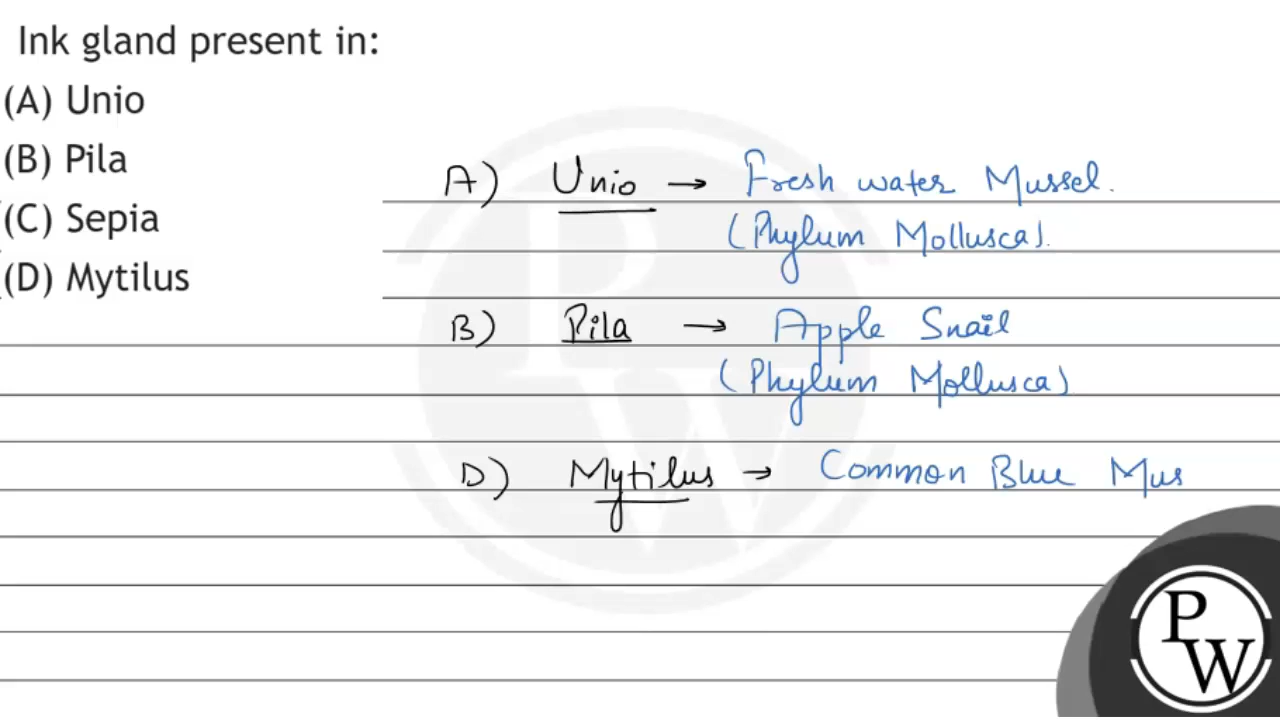 Ink gland present in:
(A) Unio
(B) Pila
(C) Sepia
(D) Mytilus
A) Unio → Fresh water Mussel.
(Phylum Mollusca).
B) Pila → Apple Snail
(Phylum Mollusca)
D) Mytilus → Common Blue Mus
PW